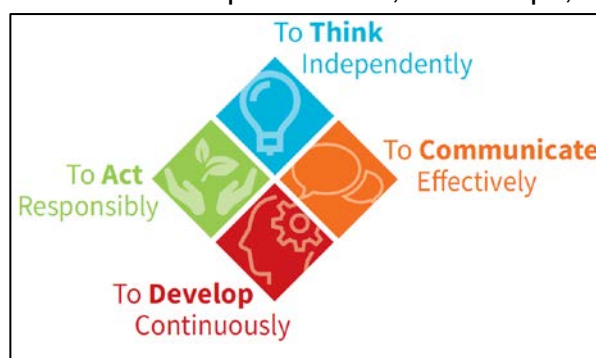 To Think
Independently
To Act
Responsibly
To Communicate
Effectively
To Develop
Continuously